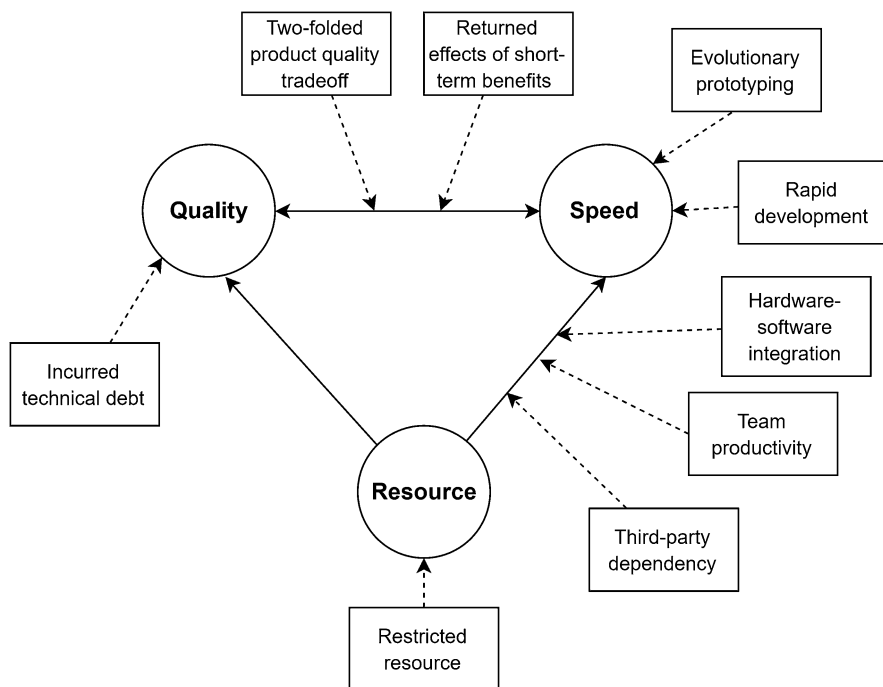 Two-folded
product quality
tradeoff
Returned
effects of short-
term benefits
Evolutionary
prototyping
Quality
Speed
Rapid
development
Hardware-
software
integration
Incurred
technical debt
Team
productivity
Resource
Third-party
dependency
Restricted
resource